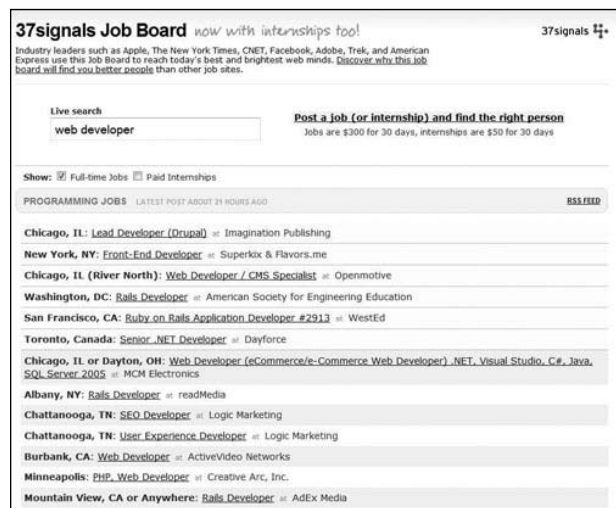 37signals Job Board now with internships too!
37signals
Industry leaders such as Apple, The New York Times, CNET, Facebook, Adobe, Trek, and American
Express use this Job Board to reach today's best and brightest web minds. Discover why this job
board will find you better people than other job sites.
Live search
web developer
Post a job (or internship) and find the right person
Jobs are $300 for 30 days, internships are $50 for 30 days
Show: Full-time Jobs Paid Internships
PROGRAMMING JOBS LATEST POST ABOUT 21 HOURS AGO RSS FEED
Chicago, IL: Lead Developer (Drupal) at Imagination Publishing
New York, NY: Front-End Developer at Superkix & Flavors.me
Chicago, IL (River North): Web Developer / CMS Specialist at Openmotive
Washington, DC: Rails Developer at American Society for Engineering Education
San Francisco, CA: Ruby on Rails Application Developer #2913 at WestEd
Toronto, Canada: Senior .NET Developer at Dayforce
Chicago, IL or Dayton, OH: Web Developer (eCommerce/e-Commerce Web Developer) .NET, Visual Studio, C#, Java,
SQL Server 2005 at MCM Electronics
Albany, NY: Rails Developer at readMedia
Chattanooga, TN: SEO Developer at Logic Marketing
Chattanooga, TN: User Experience Developer at Logic Marketing
Burbank, CA: Web Developer at ActiveVideo Networks
Minneapolis: PHP, Web Developer at Creative Arc, Inc.
Mountain View, CA or Anywhere: Rails Developer at AdEx Media